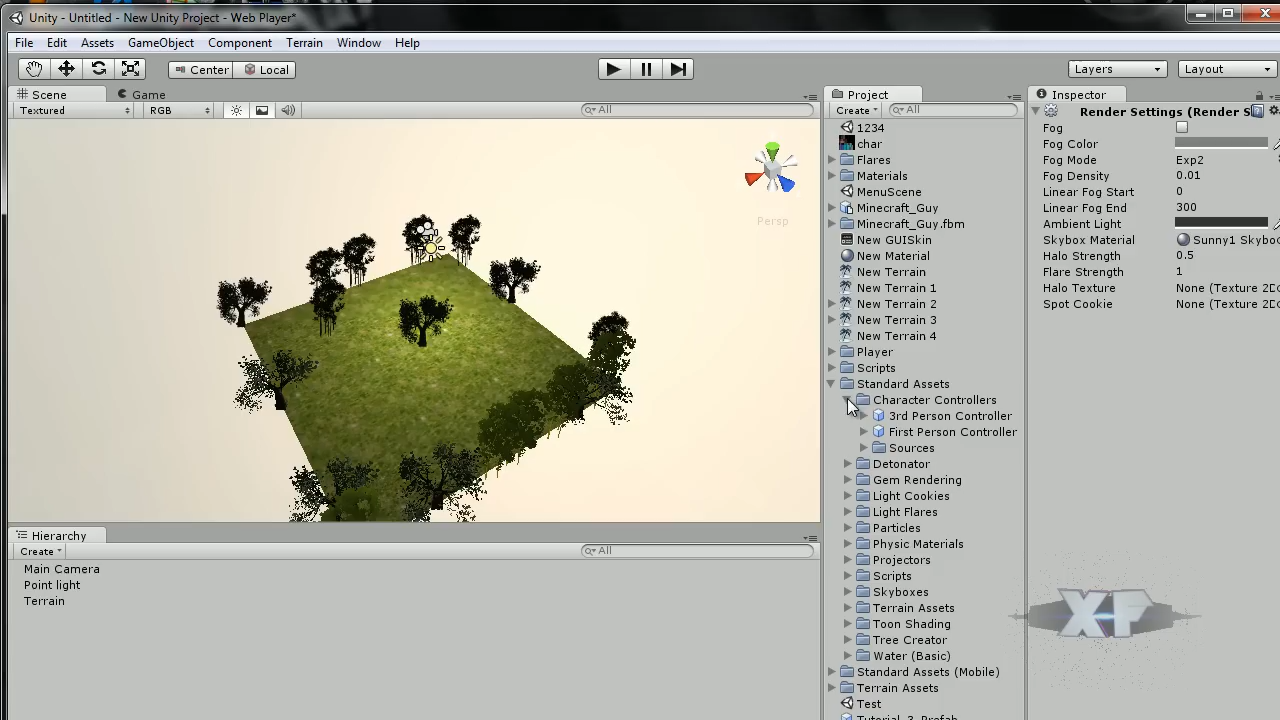 Unity - Untitled - New Unity Project - Web Player*
File Edit Assets GameObject Component Terrain Window Help
Center Local Layers Layout
Scene Game
Textured RGB All
Persp
Hierarchy
Create All
Main Camera
Point light
Terrain
Project
Create All
1234
char
Flares
Materials
MenuScene
Minecraft_Guy
Minecraft_Guy.fbm
New GUISkin
New Material
New Terrain
New Terrain 1
New Terrain 2
New Terrain 3
New Terrain 4
Player
Scripts
Standard Assets
Character Controllers
3rd Person Controller
First Person Controller
Sources
Detonator
Gem Rendering
Light Cookies
Light Flares
Particles
Physic Materials
Projectors
Scripts
Skyboxes
Terrain Assets
Toon Shading
Tree Creator
Water (Basic)
Standard Assets (Mobile)
Terrain Assets
Test
Tutorial_3_Prefab
Inspector
Render Settings (Render S
Fog
Fog Color
Fog Mode Exp2
Fog Density 0.01
Linear Fog Start 0
Linear Fog End 300
Ambient Light
Skybox Material Sunny1 Skybo
Halo Strength 0.5
Flare Strength 1
Halo Texture None (Texture 2D
Spot Cookie None (Texture 2D
XF